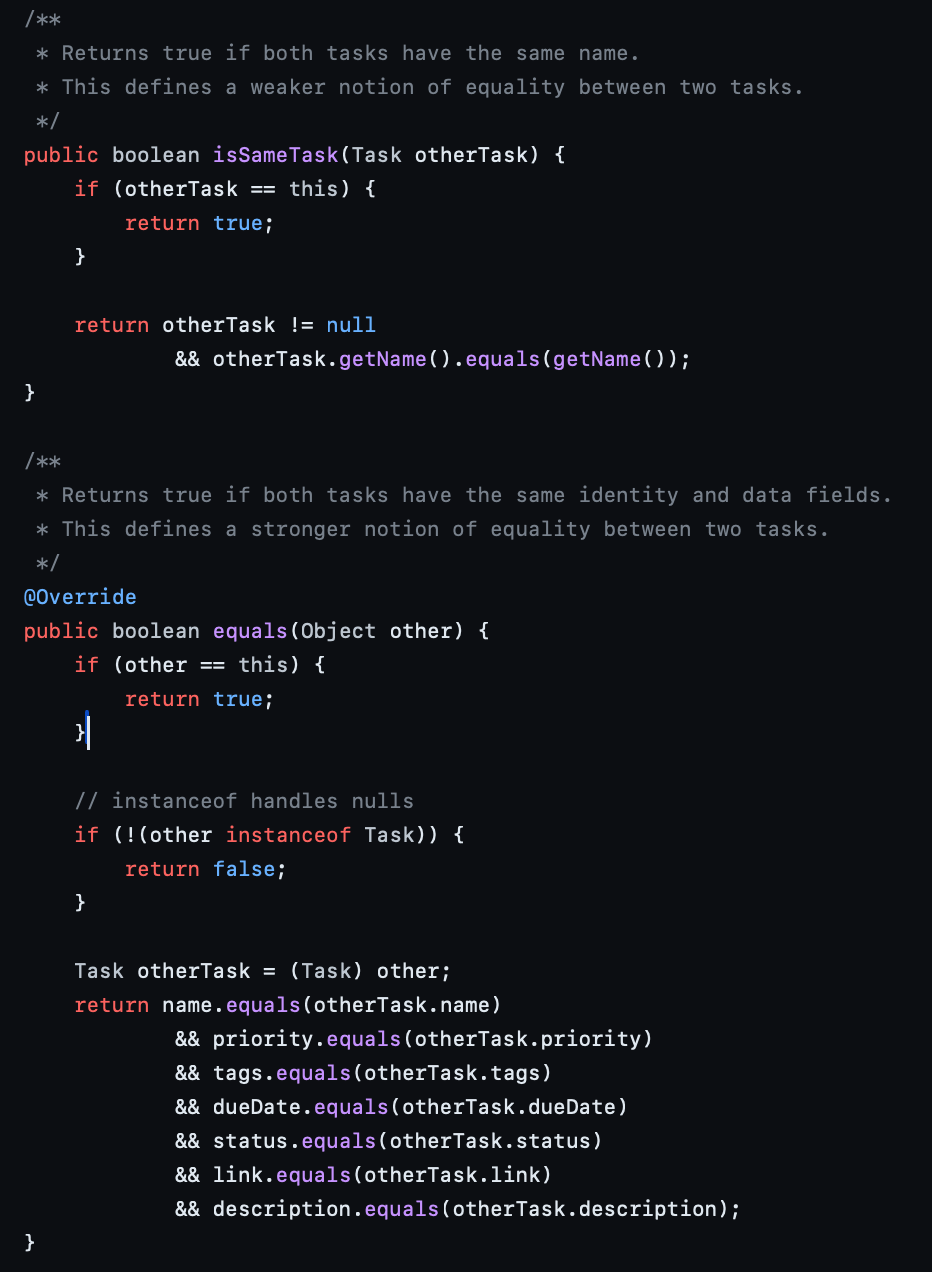 /**
 * Returns true if both tasks have the same name.
 * This defines a weaker notion of equality between two tasks.
 */
public boolean isSameTask(Task otherTask) {
    if (otherTask == this) {
        return true;
    }

    return otherTask != null
            && otherTask.getName().equals(getName());
}

/**
 * Returns true if both tasks have the same identity and data fields.
 * This defines a stronger notion of equality between two tasks.
 */
@Override
public boolean equals(Object other) {
    if (other == this) {
        return true;
    }

    // instanceof handles nulls
    if (!(other instanceof Task)) {
        return false;
    }

    Task otherTask = (Task) other;
    return name.equals(otherTask.name)
            && priority.equals(otherTask.priority)
            && tags.equals(otherTask.tags)
            && dueDate.equals(otherTask.dueDate)
            && status.equals(otherTask.status)
            && link.equals(otherTask.link)
            && description.equals(otherTask.description);
}